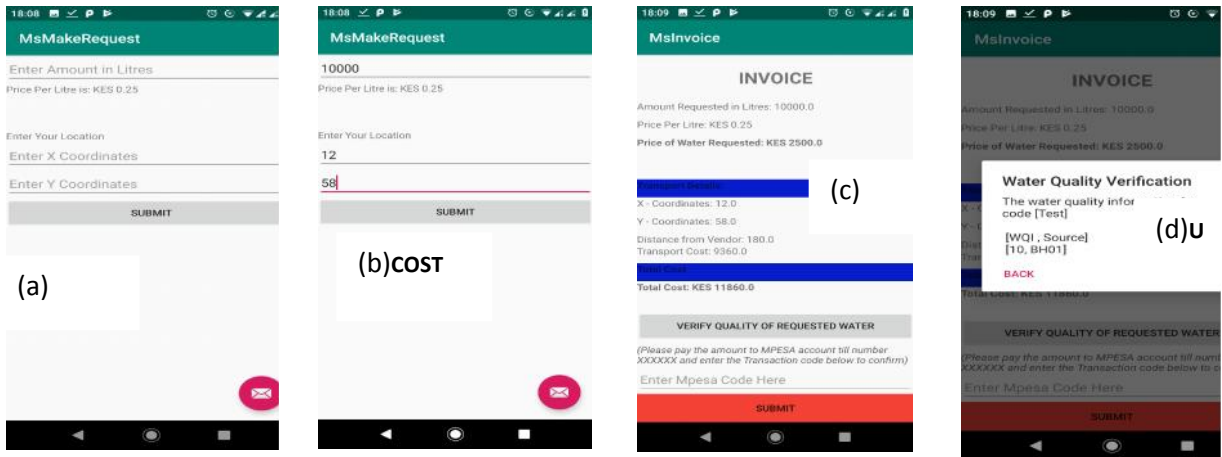 18:08
MsMakeRequest
Enter Amount in Litres
Price Per Litre is: KES 0.25
Enter Your Location
Enter X Coordinates
Enter Y Coordinates
SUBMIT
(a)
18:08
MsMakeRequest
10000
Price Per Litre is: KES 0.25
Enter Your Location
12
58
SUBMIT
(b)COST
18:09
MsInvoice
INVOICE
Amount Requested in Litres: 10000.0
Price Per Litre: KES 0.25
Price of Water Requested: KES 2500.0
(c)
Transport Details:
X - Coordinates: 12.0
Y - Coordinates: 58.0
Distance from Vendor: 180.0
Transport Cost: 9360.0
Total Cost
Total Cost: KES 11860.0
VERIFY QUALITY OF REQUESTED WATER
(Please pay the amount to MPESA account till number
XXXXXX and enter the Transaction code below to confirm)
Enter Mpesa Code Here
SUBMIT
18:09
MsInvoice
INVOICE
Amount Requested in Litres: 10000.0
Price Per Litre: KES 0.25
Price of Water Requested: KES 2500.0
Water Quality Verification
The water quality infor
code [Test]
(d)U
[WQI , Source]
[10, BH01]
BACK
Total Cost: KES 11860.0
VERIFY QUALITY OF REQUESTED WATER
(Please pay the amount to MPESA account till numb
XXXXXX and enter the Transaction code below to c
Enter Mpesa Code Here
SUBMIT